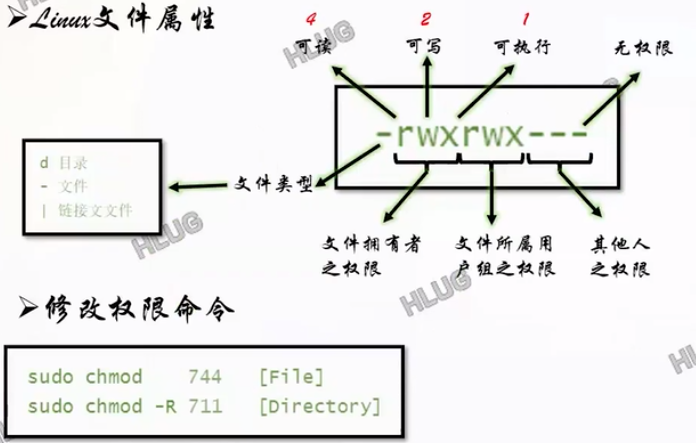 ➢Linux文件属性
4 2 1
可读 可写 可执行 无权限
-rwxrwx---
d 目录
- 文件
| 链接文文件
文件类型
文件拥有者之权限
文件所属用户组之权限
其他人之权限
➢修改权限命令
sudo chmod 744 [File]
sudo chmod -R 711 [Directory]
HLUG
HLUG
HLUG